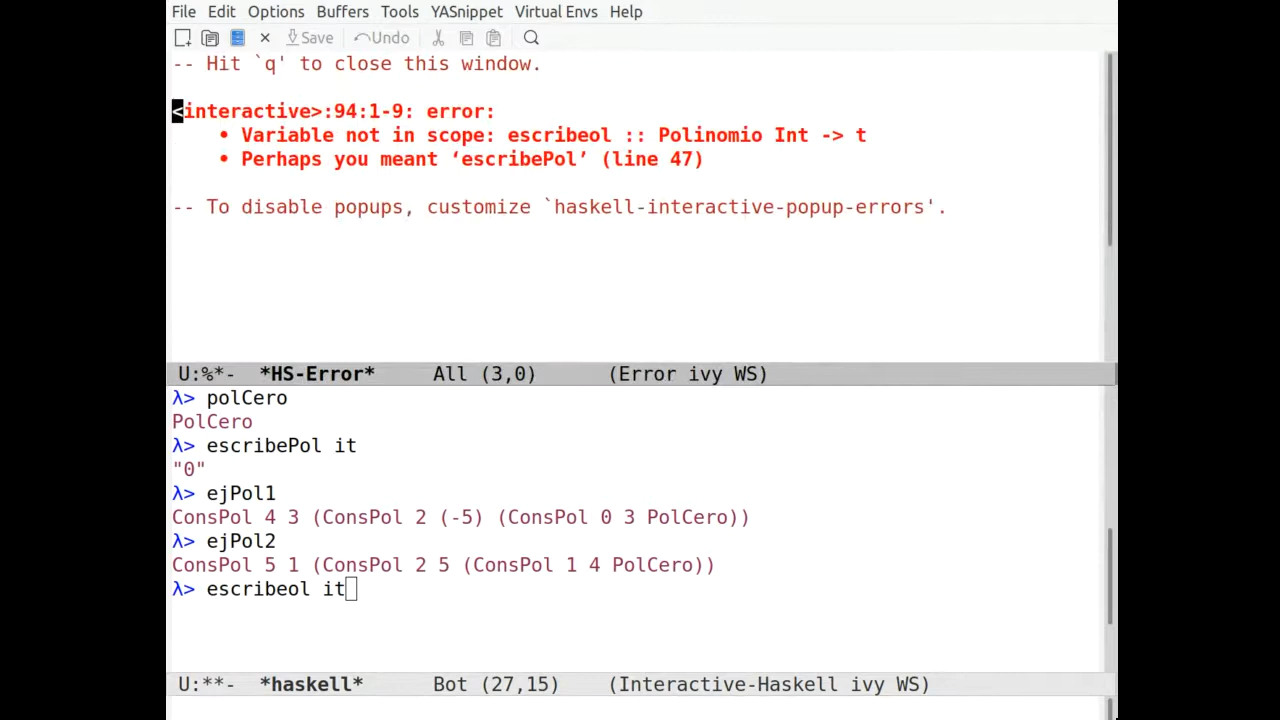 File Edit Options Buffers Tools YASnippet Virtual Envs Help
Save Undo
-- Hit `q' to close this window.
<interactive>:94:1-9: error:
• Variable not in scope: escribeol :: Polinomio Int -> t
• Perhaps you meant ‘escribePol’ (line 47)
-- To disable popups, customize `haskell-interactive-popup-errors'.
U:%*-  *HS-Error*     All (3,0)      (Error ivy WS)
λ> polCero
PolCero
λ> escribePol it
"0"
λ> ejPol1
ConsPol 4 3 (ConsPol 2 (-5) (ConsPol 0 3 PolCero))
λ> ejPol2
ConsPol 5 1 (ConsPol 2 5 (ConsPol 1 4 PolCero))
λ> escribeol it
U:**-  *haskell*      Bot (27,15)    (Interactive-Haskell ivy WS)